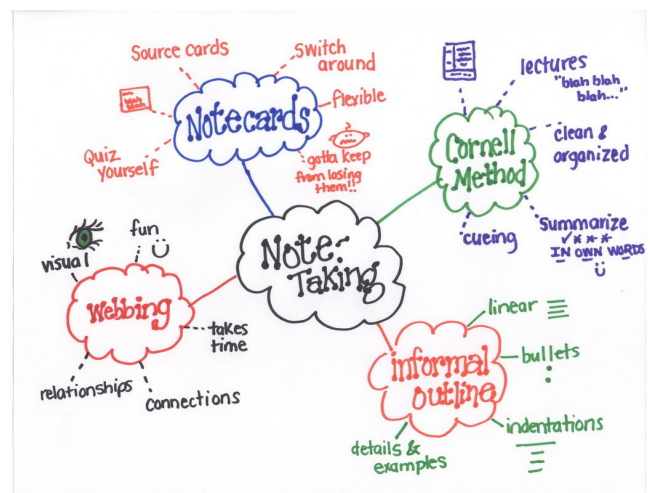 Source cards
Switch
around
blah
blah
Notecards
flexible
Quiz
yourself
gotta keep
from losing
them!!
lectures
"blah blah
blah..."
Cornell
Method
clean &
organized
cueing
Summarize
IN OWN WORDS
Note-
Taking
fun
visual
Webbing
takes
time
relationships
connections
linear
informal
outline
bullets
indentations
details &
examples